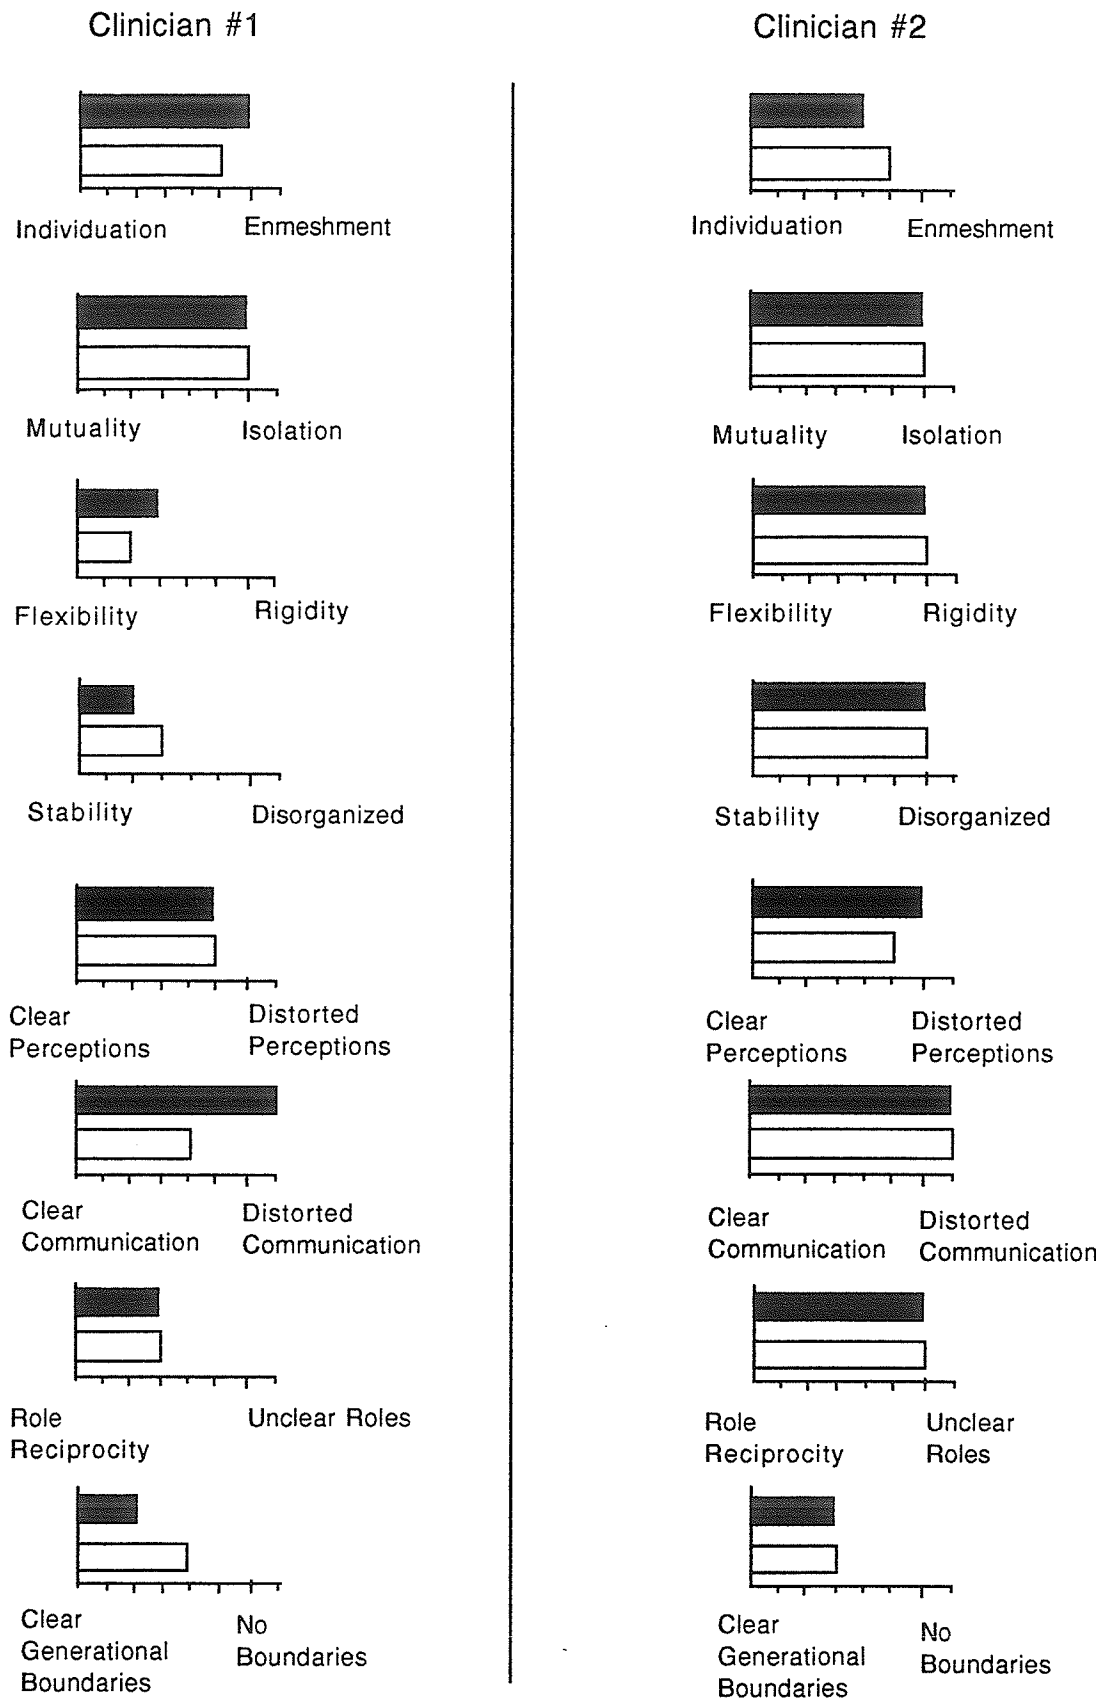 Clinician #1
Individuation Enmeshment
Mutuality Isolation
Flexibility Rigidity
Stability Disorganized
Clear Distorted
Perceptions Perceptions
Clear Distorted
Communication Communication
Role Unclear Roles
Reciprocity
Clear No
Generational Boundaries
Boundaries
Clinician #2
Individuation Enmeshment
Mutuality Isolation
Flexibility Rigidity
Stability Disorganized
Clear Distorted
Perceptions Perceptions
Clear Distorted
Communication Communication
Role Unclear
Reciprocity Roles
Clear No
Generational Boundaries
Boundaries